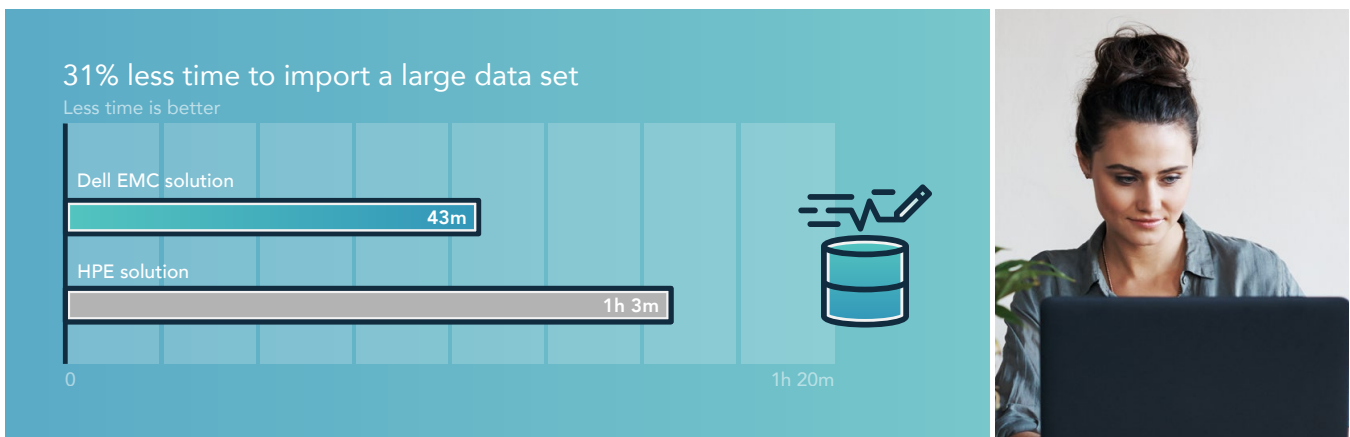 31% less time to import a large data set
Less time is better
Dell EMC solution
43m
HPE solution
1h 3m
0
1h 20m